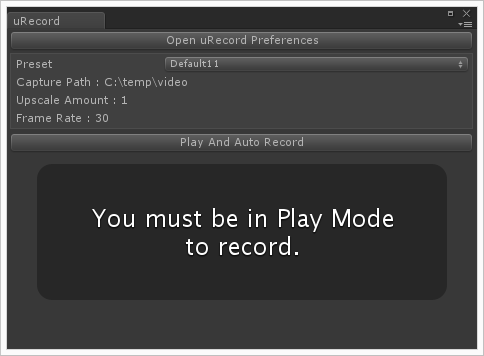 uRecord
Open uRecord Preferences
Preset Default11
Capture Path : C:\temp\video
Upscale Amount : 1
Frame Rate : 30
Play And Auto Record
You must be in Play Mode
to record.